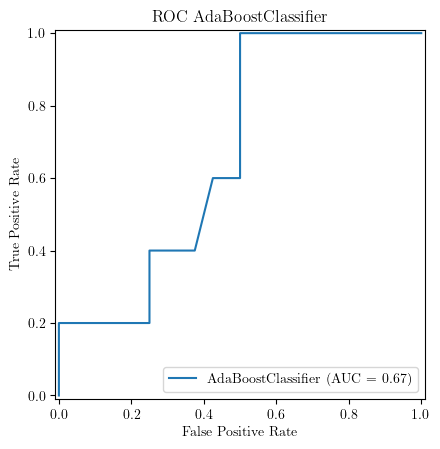 ROC AdaBoostClassifier
True Positive Rate
1.0
0.8
0.6
0.4
0.2
0.0
AdaBoostClassifier (AUC = 0.67)
0.0 0.2 0.4 0.6 0.8 1.0
False Positive Rate